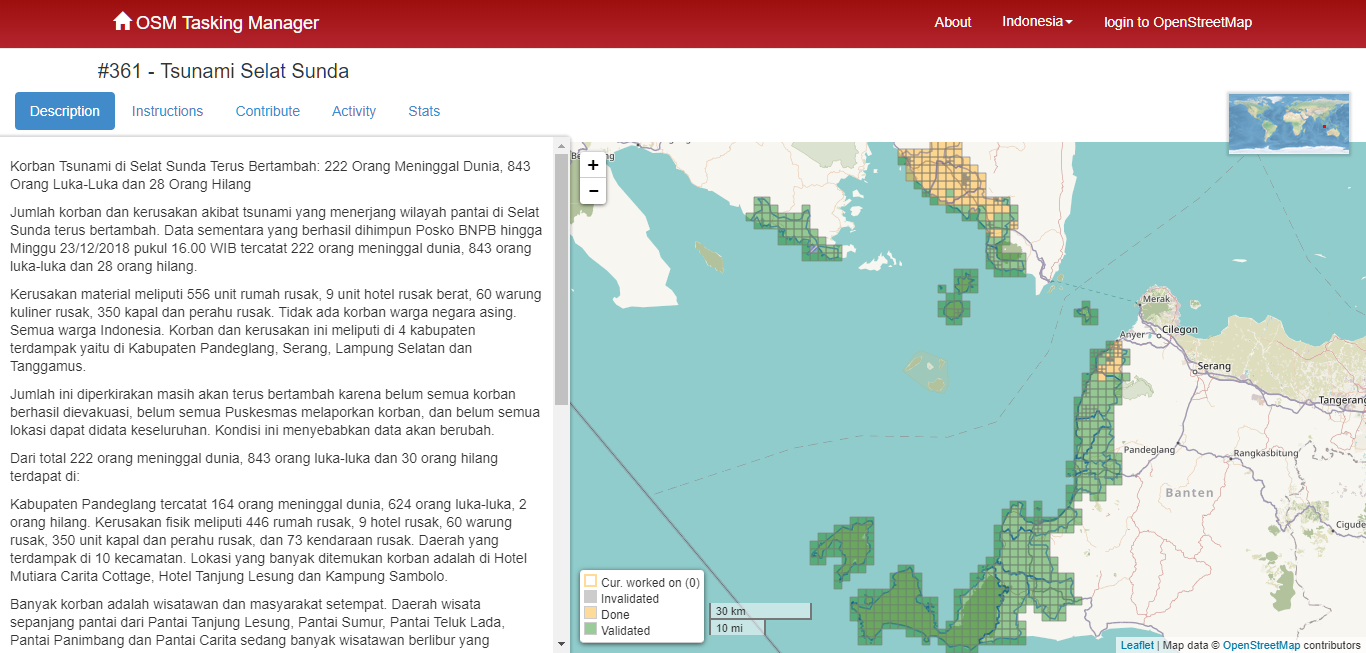 OSM Tasking Manager
About
Indonesia
login to OpenStreetMap
#361 - Tsunami Selat Sunda
Description
Instructions
Contribute
Activity
Stats
Korban Tsunami di Selat Sunda Terus Bertambah: 222 Orang Meninggal Dunia, 843
Orang Luka-Luka dan 28 Orang Hilang
Jumlah korban dan kerusakan akibat tsunami yang menerjang wilayah pantai di Selat
Sunda terus bertambah. Data sementara yang berhasil dihimpun Posko BNPB hingga
Minggu 23/12/2018 pukul 16.00 WIB tercatat 222 orang meninggal dunia, 843 orang
luka-luka dan 28 orang hilang.
Kerusakan material meliputi 556 unit rumah rusak, 9 unit hotel rusak berat, 60 warung
kuliner rusak, 350 kapal dan perahu rusak. Tidak ada korban warga negara asing.
Semua warga Indonesia. Korban dan kerusakan ini meliputi di 4 kabupaten
terdampak yaitu di Kabupaten Pandeglang, Serang, Lampung Selatan dan
Tanggamus.
Jumlah ini diperkirakan masih akan terus bertambah karena belum semua korban
berhasil dievakuasi, belum semua Puskesmas melaporkan korban, dan belum semua
lokasi dapat didata keseluruhan. Kondisi ini menyebabkan data akan berubah.
Dari total 222 orang meninggal dunia, 843 orang luka-luka dan 30 orang hilang
terdapat di:
Kabupaten Pandeglang tercatat 164 orang meninggal dunia, 624 orang luka-luka, 2
orang hilang. Kerusakan fisik meliputi 446 rumah rusak, 9 hotel rusak, 60 warung
rusak, 350 unit kapal dan perahu rusak, dan 73 kendaraan rusak. Daerah yang
terdampak di 10 kecamatan. Lokasi yang banyak ditemukan korban adalah di Hotel
Mutiara Carita Cottage, Hotel Tanjung Lesung dan Kampung Sambolo.
Banyak korban adalah wisatawan dan masyarakat setempat. Daerah wisata
sepanjang pantai dari Pantai Tanjung Lesung, Pantai Sumur, Pantai Teluk Lada,
Pantai Panimbang dan Pantai Carita sedang banyak wisatawan berlibur yang
+
−
Merak
Anyer
Cilegon
Serang
Tangerang
Pandeglang
Rangkasbitung
Banten
Cigude
Cur. worked on (0)
Invalidated
Done
Validated
30 km
10 mi
Leaflet | Map data © OpenStreetMap contributors